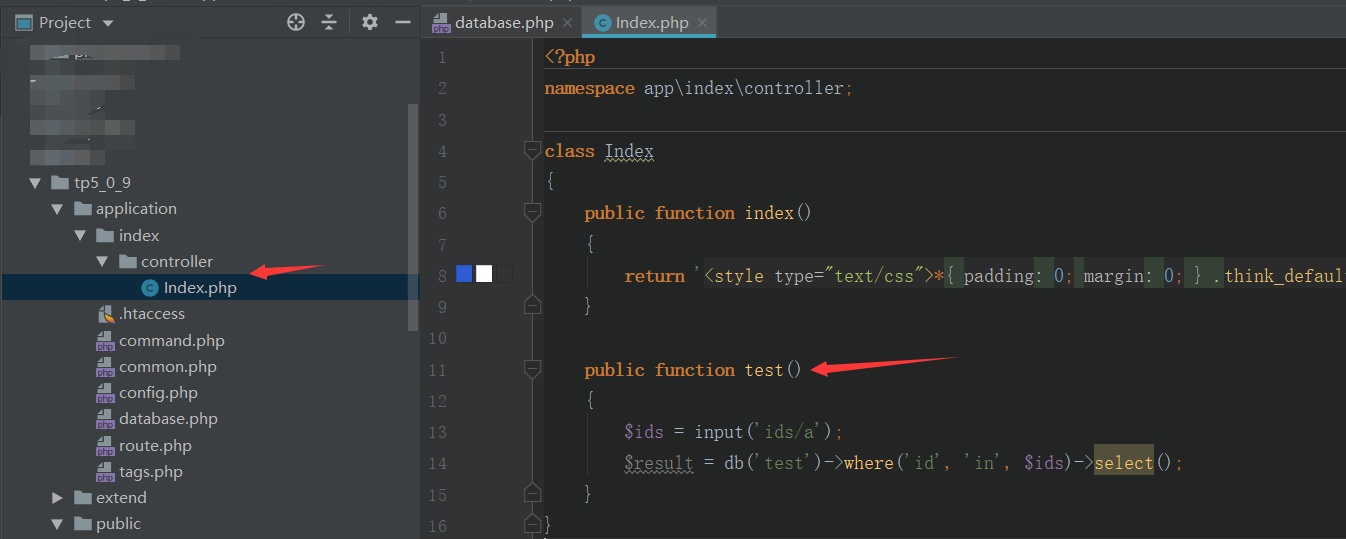 Project
database.php
Index.php
tp5_0_9
application
index
controller
Index.php
.htaccess
command.php
common.php
config.php
database.php
route.php
tags.php
extend
public
1 <?php
2 namespace app\index\controller;
3
4 class Index
5 {
6 public function index()
7 {
8 return '<style type="text/css">*{ padding: 0; margin: 0; } .think_defaul
9 }
10
11 public function test()
12 {
13 $ids = input('ids/a');
14 $result = db('test')->where('id', 'in', $ids)->select();
15 }
16 }